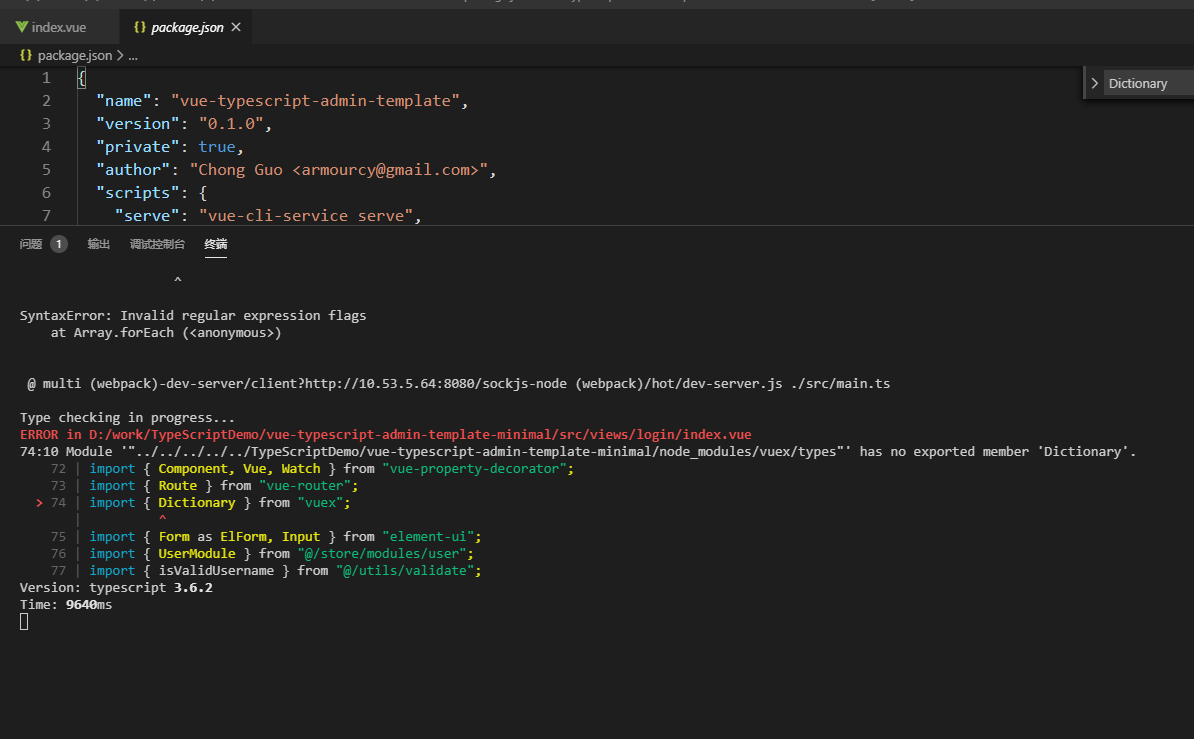 index.vue
{} package.json ×
{} package.json > ...
> Dictionary
1 {
2 "name": "vue-typescript-admin-template",
3 "version": "0.1.0",
4 "private": true,
5 "author": "Chong Guo <armourcy@gmail.com>",
6 "scripts": {
7 "serve": "vue-cli-service serve",
问题 1 输出 调试控制台 终端
^
SyntaxError: Invalid regular expression flags
at Array.forEach (<anonymous>)
@ multi (webpack)-dev-server/client?http://10.53.5.64:8080/sockjs-node (webpack)/hot/dev-server.js ./src/main.ts
Type checking in progress...
ERROR in D:/work/TypeScriptDemo/vue-typescript-admin-template-minimal/src/views/login/index.vue
74:10 Module '"../../../../../TypeScriptDemo/vue-typescript-admin-template-minimal/node_modules/vuex/types"' has no exported member 'Dictionary'.
72 | import { Component, Vue, Watch } from "vue-property-decorator";
73 | import { Route } from "vue-router";
> 74 | import { Dictionary } from "vuex";
| ^
75 | import { Form as ElForm, Input } from "element-ui";
76 | import { UserModule } from "@/store/modules/user";
77 | import { isValidUsername } from "@/utils/validate";
Version: typescript 3.6.2
Time: 9640ms